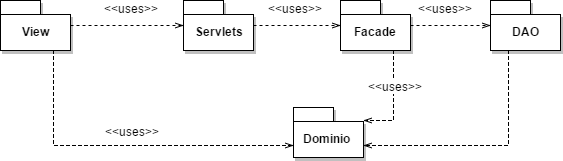 <<uses>> <<uses>> <<uses>>
View Servlets Facade DAO
<<uses>>
<<uses>>
Dominio